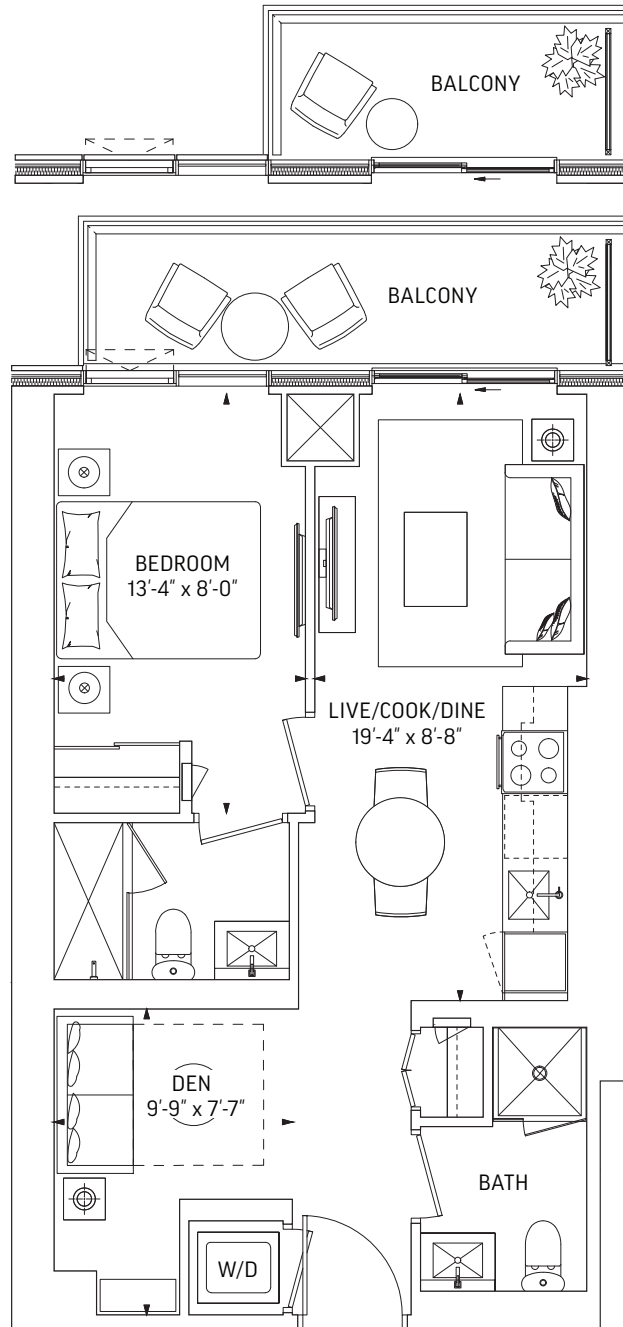 BALCONY
BALCONY
BEDROOM
13'-4" x 8'-0"
LIVE/COOK/DINE
19'-4" x 8'-8"
DEN
9'-9" x 7'-7"
BATH
W/D